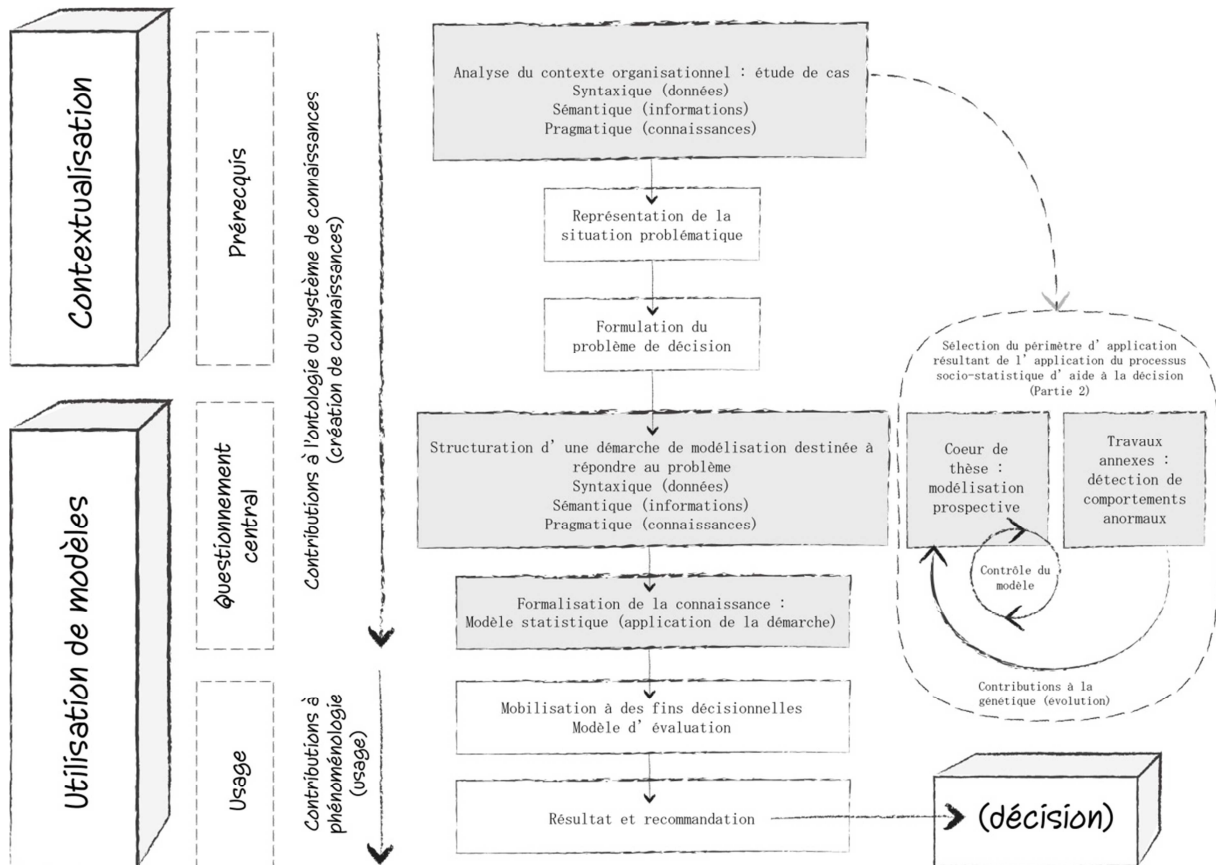 Contextualisation
Prérecquis
Contributions à l'ontologie du système de connaissances
(création de connaissances)
Analyse du contexte organisationnel : étude de cas
Syntaxique (données)
Sémantique (informations)
Pragmatique (connaissances)
Représentation de la
situation problématique
Formulation du
problème de décision
Sélection du périmètre d' application
résultant de l' application du processus
socio-statistique d' aide à la décision
(Partie 2)
Utilisation de modèles
Questionnement
central
Structuration d' une démarche de modélisation destinée à
répondre au problème
Syntaxique (données)
Sémantique (informations)
Pragmatique (connaissances)
Coeur de
thèse :
modélisation
prospective
Travaux
annexes :
détection de
comportements
anormaux
Contrôle du
modèle
Formalisation de la connaissance :
Modèle statistique (application de la démarche)
Contributions à la
genétique (évolution)
Usage
Contributions à
phénoménologie
(usage)
Mobilisation à des fins décisionnelles
Modèle d' évaluation
Résultat et recommandation
(décision)